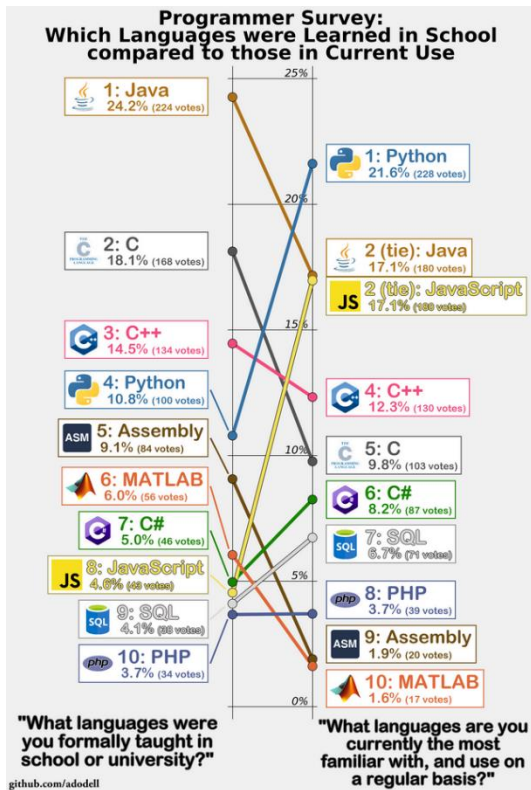 Programmer Survey:
Which Languages were Learned in School
compared to those in Current Use
25%
20%
15%
10%
5%
0%
1: Java
24.2% (224 votes)
2: C
18.1% (168 votes)
3: C++
14.5% (134 votes)
4: Python
10.8% (100 votes)
ASM
5: Assembly
9.1% (84 votes)
6: MATLAB
6.0% (56 votes)
7: C#
5.0% (46 votes)
JS
8: JavaScript
4.6% (43 votes)
SQL
9: SQL
4.1% (38 votes)
php
10: PHP
3.7% (34 votes)
1: Python
21.6% (228 votes)
2 (tie): Java
17.1% (180 votes)
JS
2 (tie): JavaScript
17.1% (180 votes)
4: C++
12.3% (130 votes)
5: C
9.8% (103 votes)
6: C#
8.2% (87 votes)
SQL
7: SQL
6.7% (71 votes)
php
8: PHP
3.7% (39 votes)
ASM
9: Assembly
1.9% (20 votes)
10: MATLAB
1.6% (17 votes)
"What languages were
you formally taught in
school or university?"
"What languages are you
currently the most
familiar with, and use on
a regular basis?"
github.com/adodell